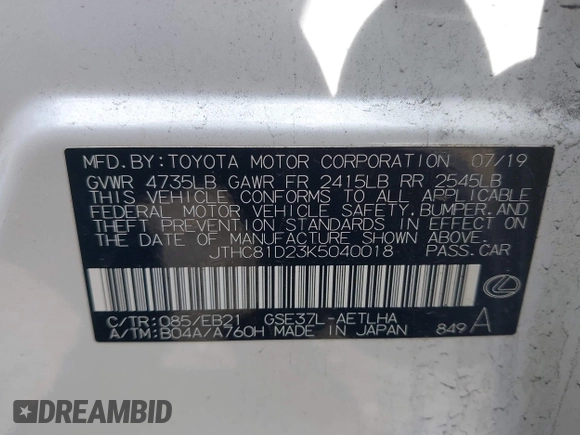 MFD. BY: TOYOTA MOTOR CORPORATION 07/19
GVWR 4735LB GAWR FR 2415LB RR 2545LB
THIS VEHICLE CONFORMS TO ALL APPLICABLE
FEDERAL MOTOR VEHICLE SAFETY, BUMPER, AND
THEFT PREVENTION STANDARDS IN EFFECT ON
THE DATE OF MANUFACTURE SHOWN ABOVE.
JTHC81D23K5040018 PASS. CAR
C/TR: 085/EB21 GSE37L-AETLHA
A/TM: B04A/A760H MADE IN JAPAN 849 A
DREAMBID